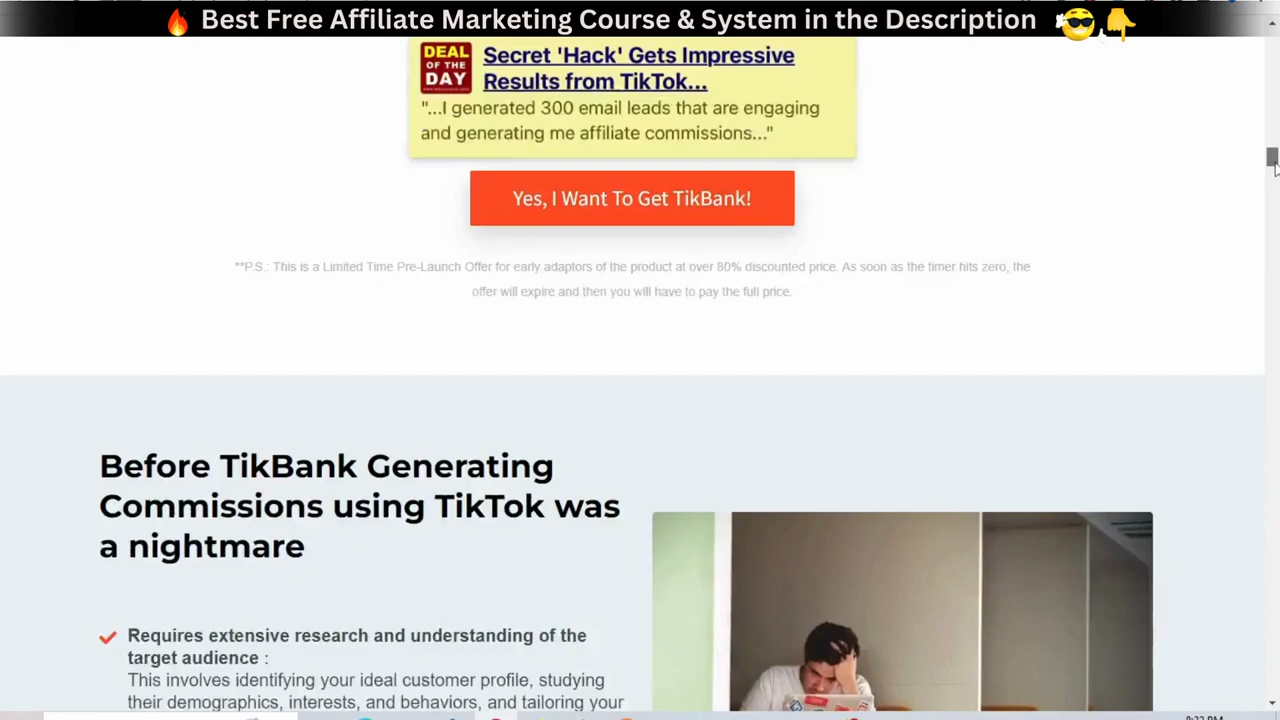 🔥 Best Free Affiliate Marketing Course & System in the Description 😎👇
DEAL
OF THE
DAY
Secret 'Hack' Gets Impressive
Results from TikTok...
"...I generated 300 email leads that are engaging
and generating me affiliate commissions..."
Yes, I Want To Get TikBank!
**P.S.: This is a Limited Time Pre-Launch Offer for early adaptors of the product at over 80% discounted price. As soon as the timer hits zero, the
offer will expire and then you will have to pay the full price.
Before TikBank Generating
Commissions using TikTok was
a nightmare
Requires extensive research and understanding of the
target audience :
This involves identifying your ideal customer profile, studying
their demographics, interests, and behaviors, and tailoring your